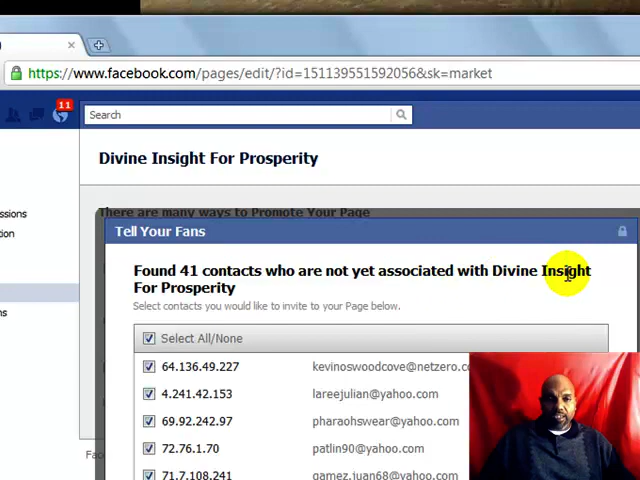 https://www.facebook.com/pages/edit/?id=151139551592056&sk=market
11
Search
Divine Insight For Prosperity
ssions
tion
There are many ways to Promote Your Page
Tell Your Fans
Found 41 contacts who are not yet associated with Divine Insight
For Prosperity
Select contacts you would like to invite to your Page below.
Select All/None
64.136.49.227 kevinoswoodcove@netzero.co
4.241.42.153 lareejulian@yahoo.com
69.92.242.97 pharaohswear@yahoo.com
72.76.1.70 patlin90@yahoo.com
71.7.108.241 gamez.juan68@yahoo.com